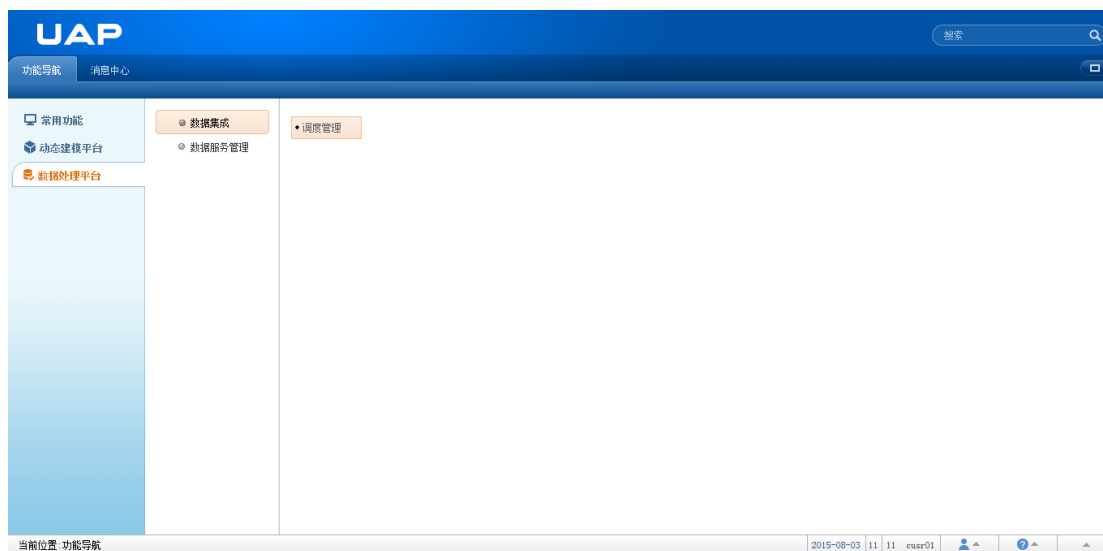 UAP
搜索
功能导航 消息中心
常用功能
动态建模平台
数据处理平台
数据集成
数据服务管理
•调度管理
当前位置:功能导航
2015-08-03 11 11 cusr01